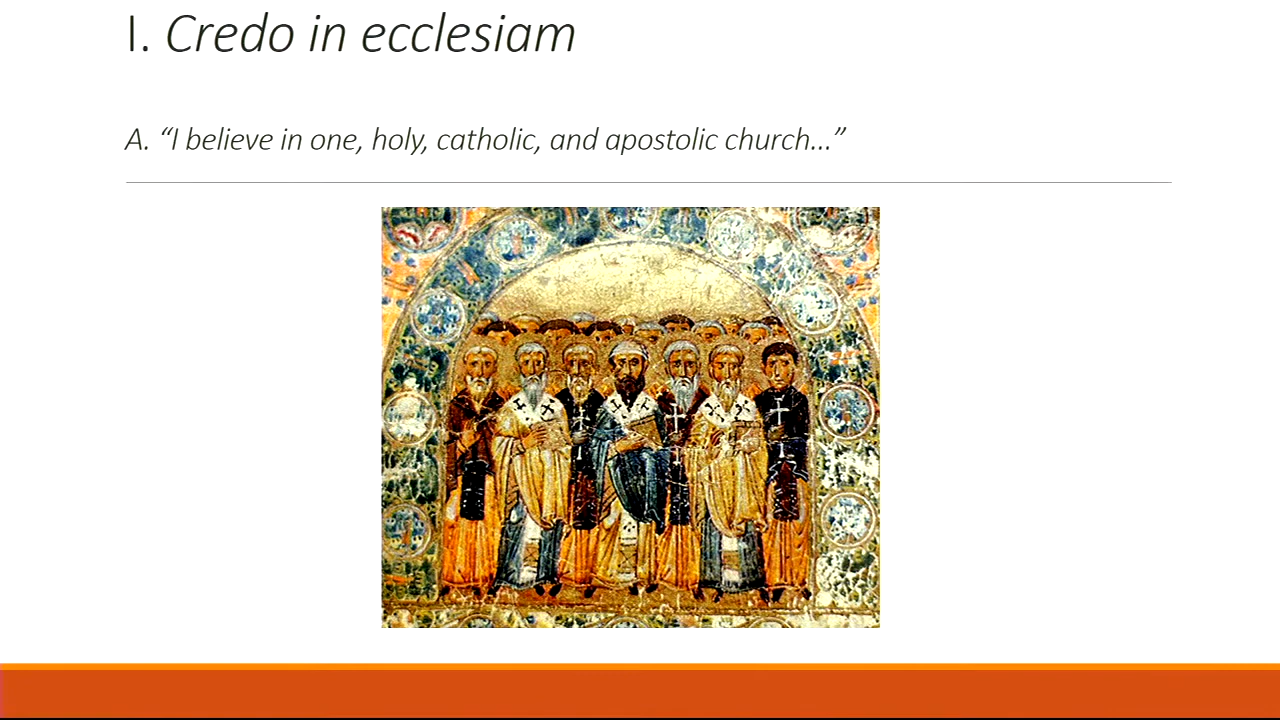 I. Credo in ecclesiam
A. “I believe in one, holy, catholic, and apostolic church…”